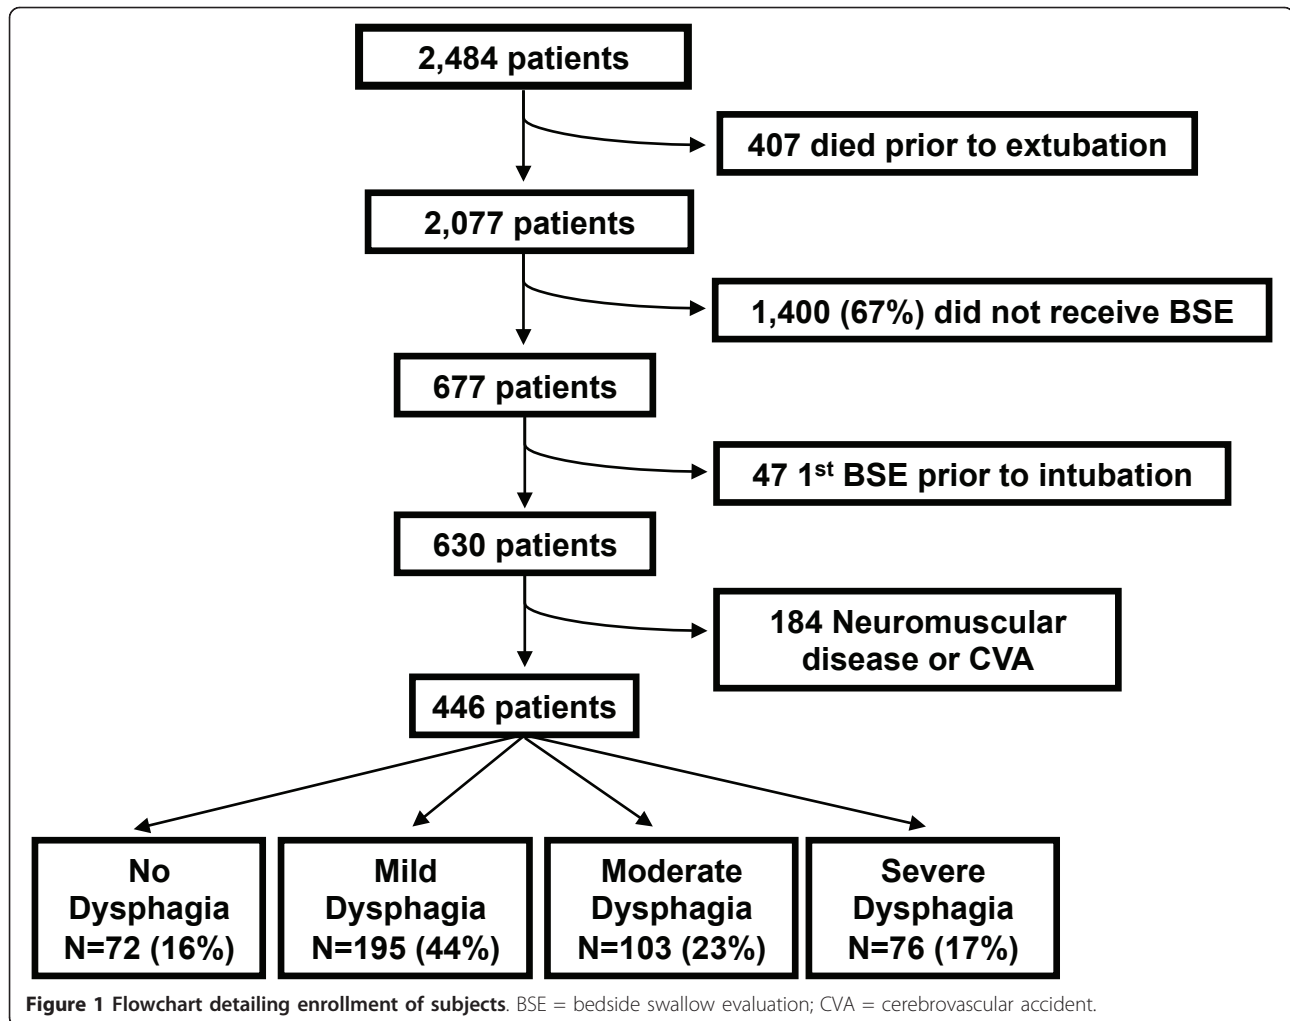 2,484 patients
407 died prior to extubation
2,077 patients
1,400 (67%) did not receive BSE
677 patients
47 1st BSE prior to intubation
630 patients
184 Neuromuscular
disease or CVA
446 patients
No
Dysphagia
N=72 (16%)
Mild
Dysphagia
N=195 (44%)
Moderate
Dysphagia
N=103 (23%)
Severe
Dysphagia
N=76 (17%)
Figure 1 Flowchart detailing enrollment of subjects. BSE = bedside swallow evaluation; CVA = cerebrovascular accident.